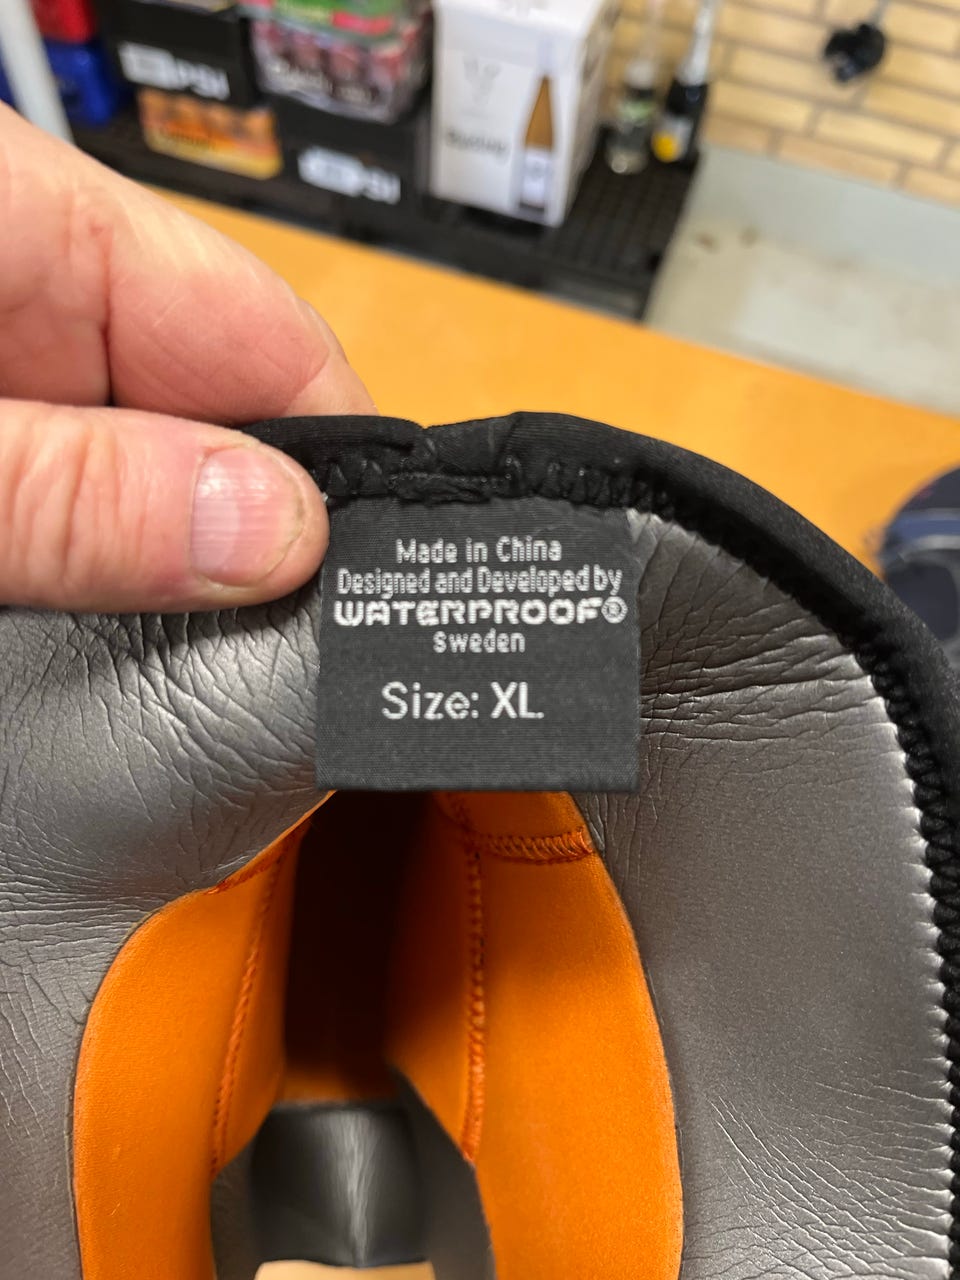 Made in China
Designed and Developed by
WATERPROOF®
Sweden
Size: XL